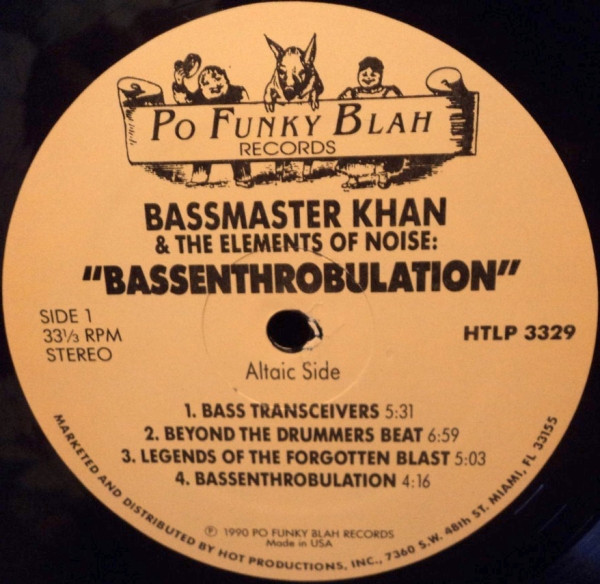 PO FUNKY BLAH
RECORDS
BASSMASTER KHAN
& THE ELEMENTS OF NOISE:
"BASSENTHROBULATION"
SIDE 1
33⅓ RPM
STEREO
HTLP 3329
Altaic Side
1. BASS TRANSCEIVERS 5:31
2. BEYOND THE DRUMMERS BEAT 6:59
3. LEGENDS OF THE FORGOTTEN BLAST 5:03
4. BASSENTHROBULATION 4:16
℗ 1990 PO FUNKY BLAH RECORDS
Made in USA
MARKETED AND DISTRIBUTED BY HOT PRODUCTIONS, INC., 7360 S.W. 48th ST. MIAMI, FL 33155